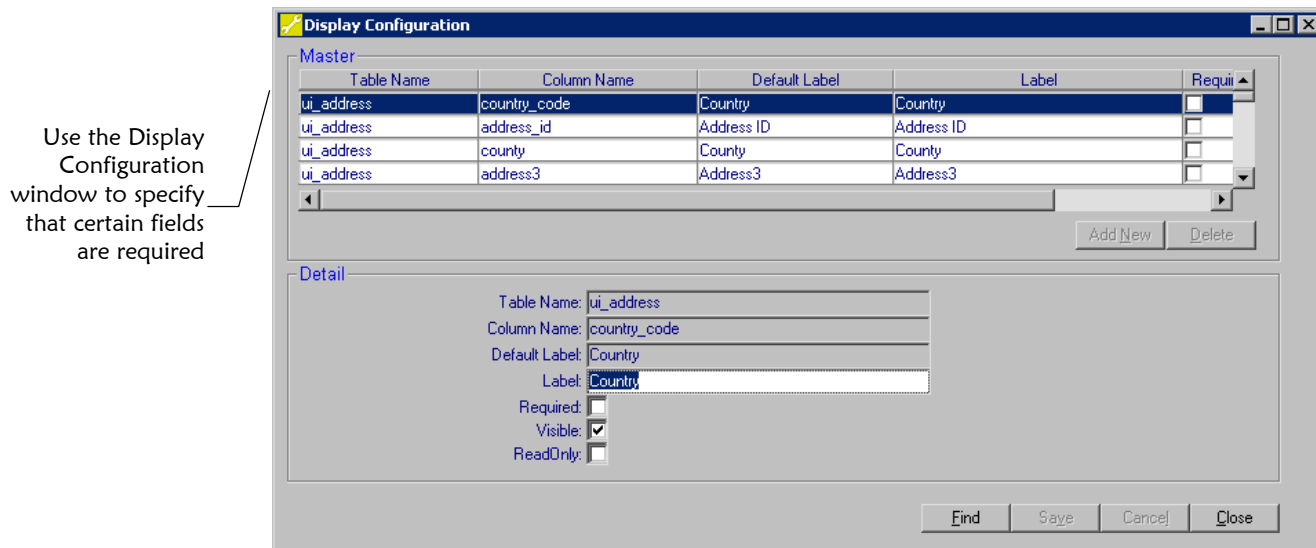 Display Configuration
Master
Table Name Column Name Default Label Label Requir
ui_address country_code Country Country
ui_address address_id Address ID Address ID
ui_address county County County
ui_address address3 Address3 Address3
Add New Delete
Use the Display
Configuration
window to specify
that certain fields
are required
Detail
Table Name: ui_address
Column Name: country_code
Default Label: Country
Label: Country
Required:
Visible:
ReadOnly:
Find Save Cancel Close